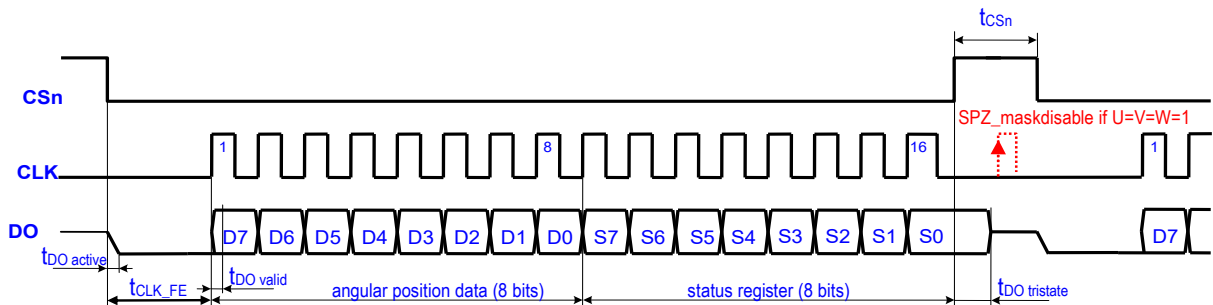 tCSn
CSn
SPZ_maskdisable if U=V=W=1
1 8 16 1
CLK
DO D7 D6 D5 D4 D3 D2 D1 D0 S7 S6 S5 S4 S3 S2 S1 S0 D7
tDO active
tCLK_FE tDO valid angular position data (8 bits) status register (8 bits) tDO tristate